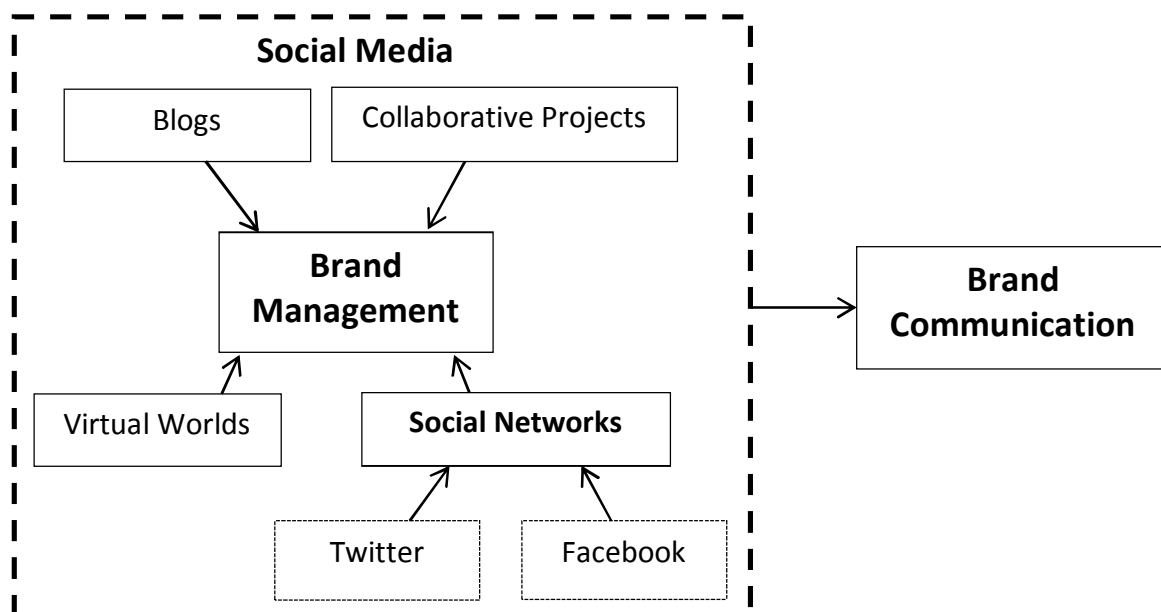 Social Media
Blogs
Collaborative Projects
Brand
Management
Brand
Communication
Virtual Worlds
Social Networks
Twitter
Facebook